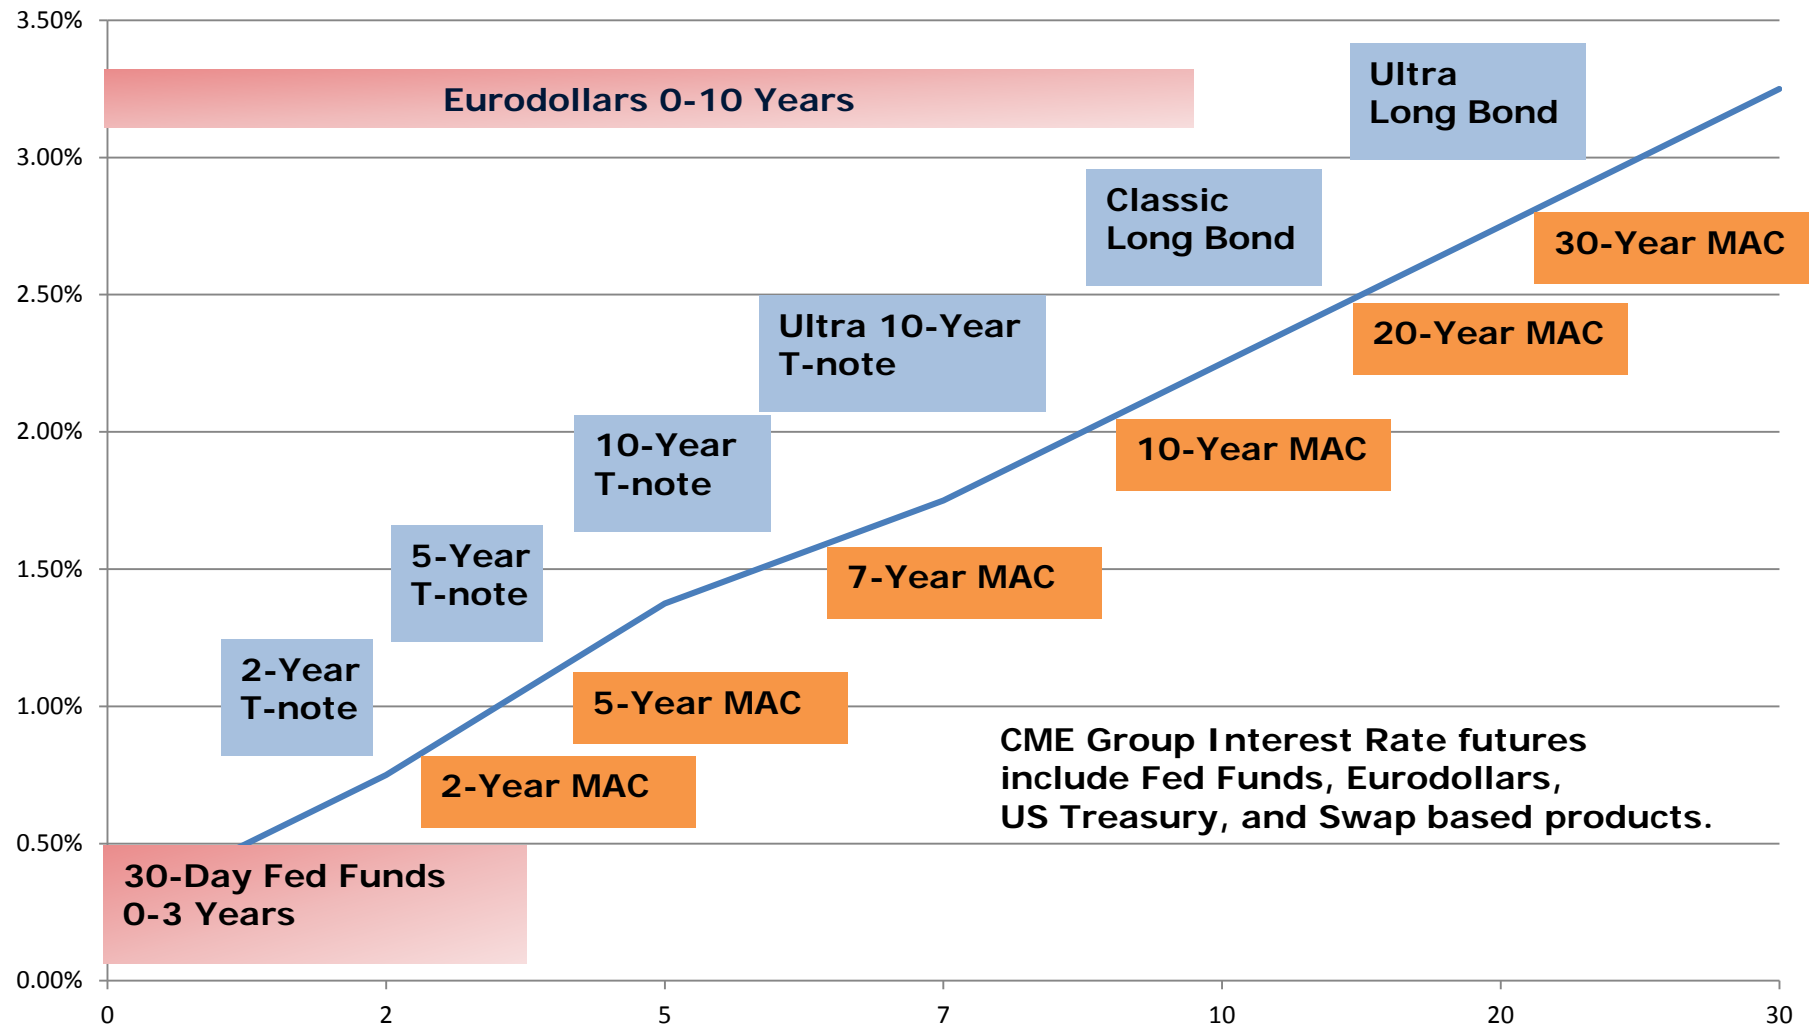 3.50%
Eurodollars 0-10 Years
Ultra
Long Bond
3.00%
Classic
Long Bond
30-Year MAC
2.50%
Ultra 10-Year
T-note
20-Year MAC
2.00%
10-Year
T-note
10-Year MAC
5-Year
T-note
1.50%
7-Year MAC
2-Year
T-note
1.00%
5-Year MAC
2-Year MAC
CME Group Interest Rate futures
include Fed Funds, Eurodollars,
US Treasury, and Swap based products.
0.50%
30-Day Fed Funds
0-3 Years
0.00%
0 2 5 7 10 20 30